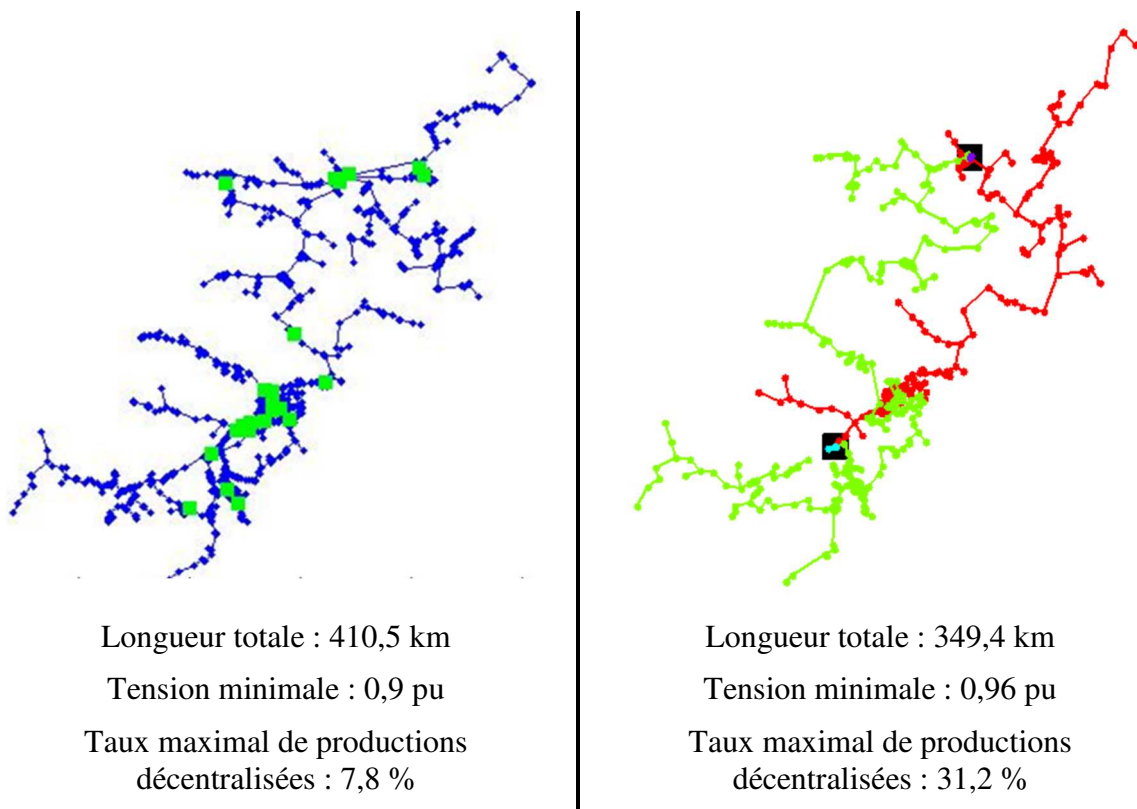 Longueur totale : 410,5 km
Tension minimale : 0,9 pu
Taux maximal de productions
décentralisées : 7,8 %
Longueur totale : 349,4 km
Tension minimale : 0,96 pu
Taux maximal de productions
décentralisées : 31,2 %